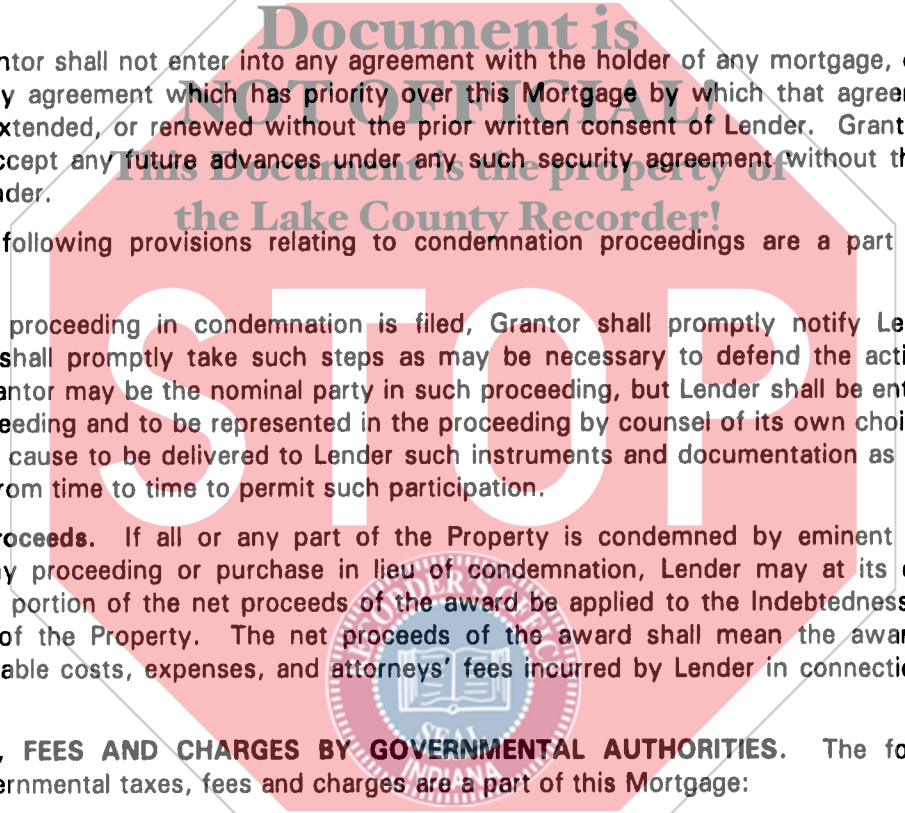 Document is
ntor shall not enter into any agreement with the holder of any mortgage,
y agreement which has priority over this Mortgage by which that agreen
NOT OFFICIAL!
xtended, or renewed without the prior written consent of Lender. Grant
ccept any future advances under any such security agreement without th
This Document is the property of
nder.
the Lake County Recorder!
following provisions relating to condemnation proceedings are a part
STOP
proceeding in condemnation is filed, Grantor shall promptly notify Le
shall promptly take such steps as may be necessary to defend the acti
antor may be the nominal party in such proceeding, but Lender shall be ent
eeding and to be represented in the proceeding by counsel of its own choi
cause to be delivered to Lender such instruments and documentation as
rom time to time to permit such participation.
roceeds. If all or any part of the Property is condemned by eminent
y proceeding or purchase in lieu of condemnation, Lender may at its
portion of the net proceeds of the award be applied to the Indebtedness
of the Property. The net proceeds of the award shall mean the awar
able costs, expenses, and attorneys' fees incurred by Lender in connectio
SEAL
INDIANA
, FEES AND CHARGES BY GOVERNMENTAL AUTHORITIES. The fo
ernmental taxes, fees and charges are a part of this Mortgage: